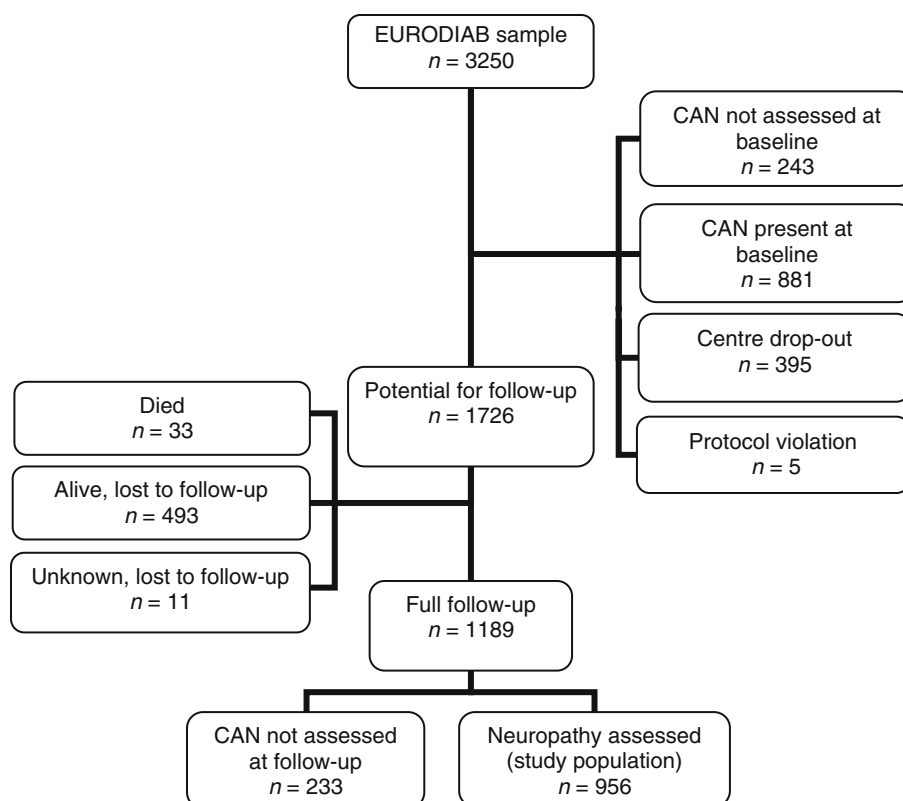 EURODIAB sample
n = 3250
CAN not assessed at
baseline
n = 243
CAN present at
baseline
n = 881
Centre drop-out
n = 395
Protocol violation
n = 5
Potential for follow-up
n = 1726
Died
n = 33
Alive, lost to follow-up
n = 493
Unknown, lost to follow-up
n = 11
Full follow-up
n = 1189
CAN not assessed
at follow-up
n = 233
Neuropathy assessed
(study population)
n = 956